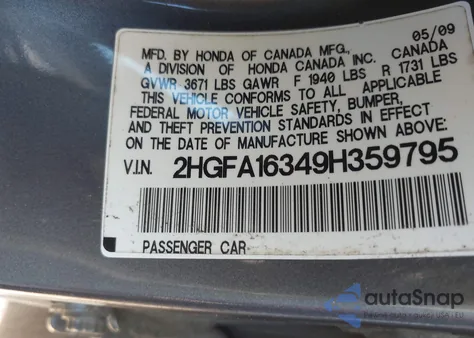 05/09
MFD. BY HONDA OF CANADA MFG.,
A DIVISION OF HONDA CANADA INC. CANADA
GVWR 3671 LBS GAWR F 1940 LBS R 1731 LBS
THIS VEHICLE CONFORMS TO ALL APPLICABLE
FEDERAL MOTOR VEHICLE SAFETY, BUMPER,
AND THEFT PREVENTION STANDARDS IN EFFECT
ON THE DATE OF MANUFACTURE SHOWN ABOVE.
V.I.N. 2HGFA16349H359795
PASSENGER CAR
autoSnap